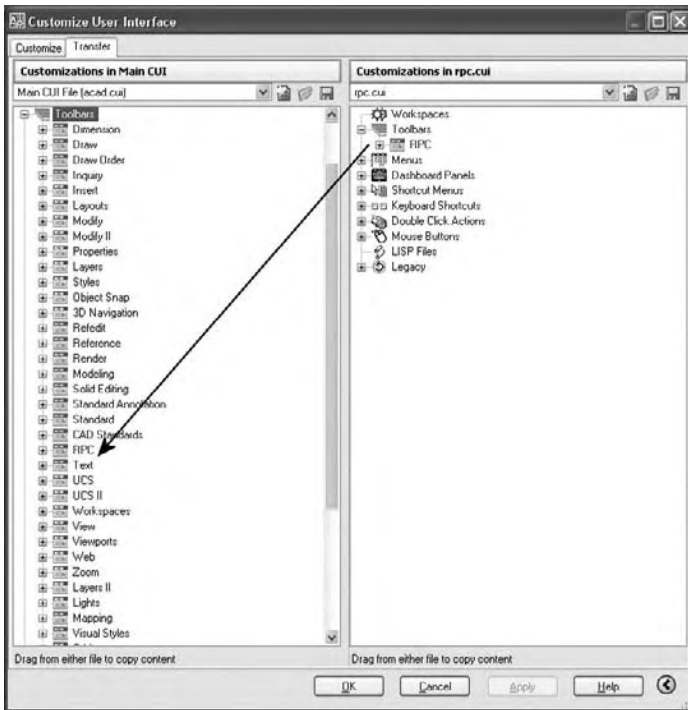 Customize User Interface
Customize Transfer
Customizations in Main CUI
Main CUI File (acad.cui)
Toolbars
Dimension
Draw
Draw Order
Inquiry
Insert
Layouts
Modify
Modify II
Properties
Layers
Styles
Object Snap
3D Navigation
Refedit
Reference
Render
Modeling
Solid Editing
Standard Annotation
Standard
CAD Standards
RPC
Text
UCS
UCS II
Workspaces
View
Viewports
Web
Zoom
Layers II
Lights
Mapping
Visual Styles
Drag from either file to copy content
Customizations in rpc.cui
rpc.cui
Workspaces
Toolbars
RPC
Menus
Dashboard Panels
Shortcut Menus
Keyboard Shortcuts
Double Click Actions
Mouse Buttons
LISP Files
Legacy
Drag from either file to copy content
OK Cancel Apply Help